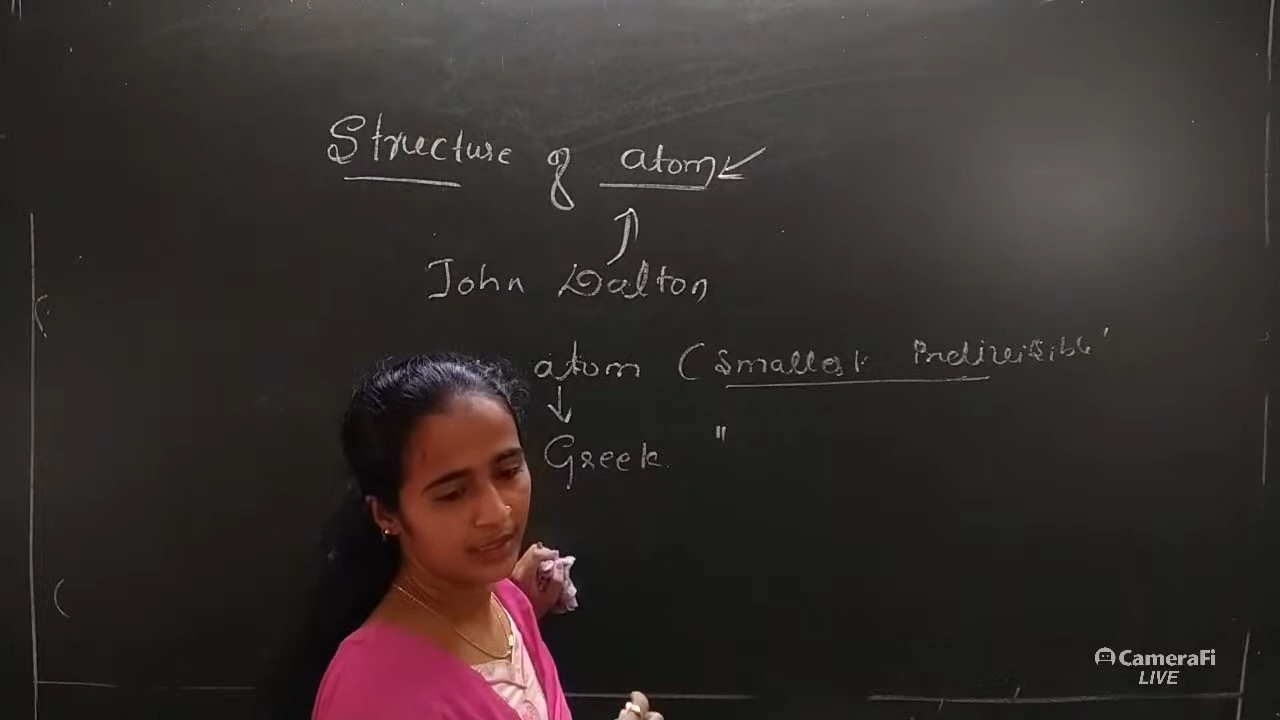 Structure of atom
John Dalton
atom (Smallest Indivisible"
Greek "
CameraFi
LIVE